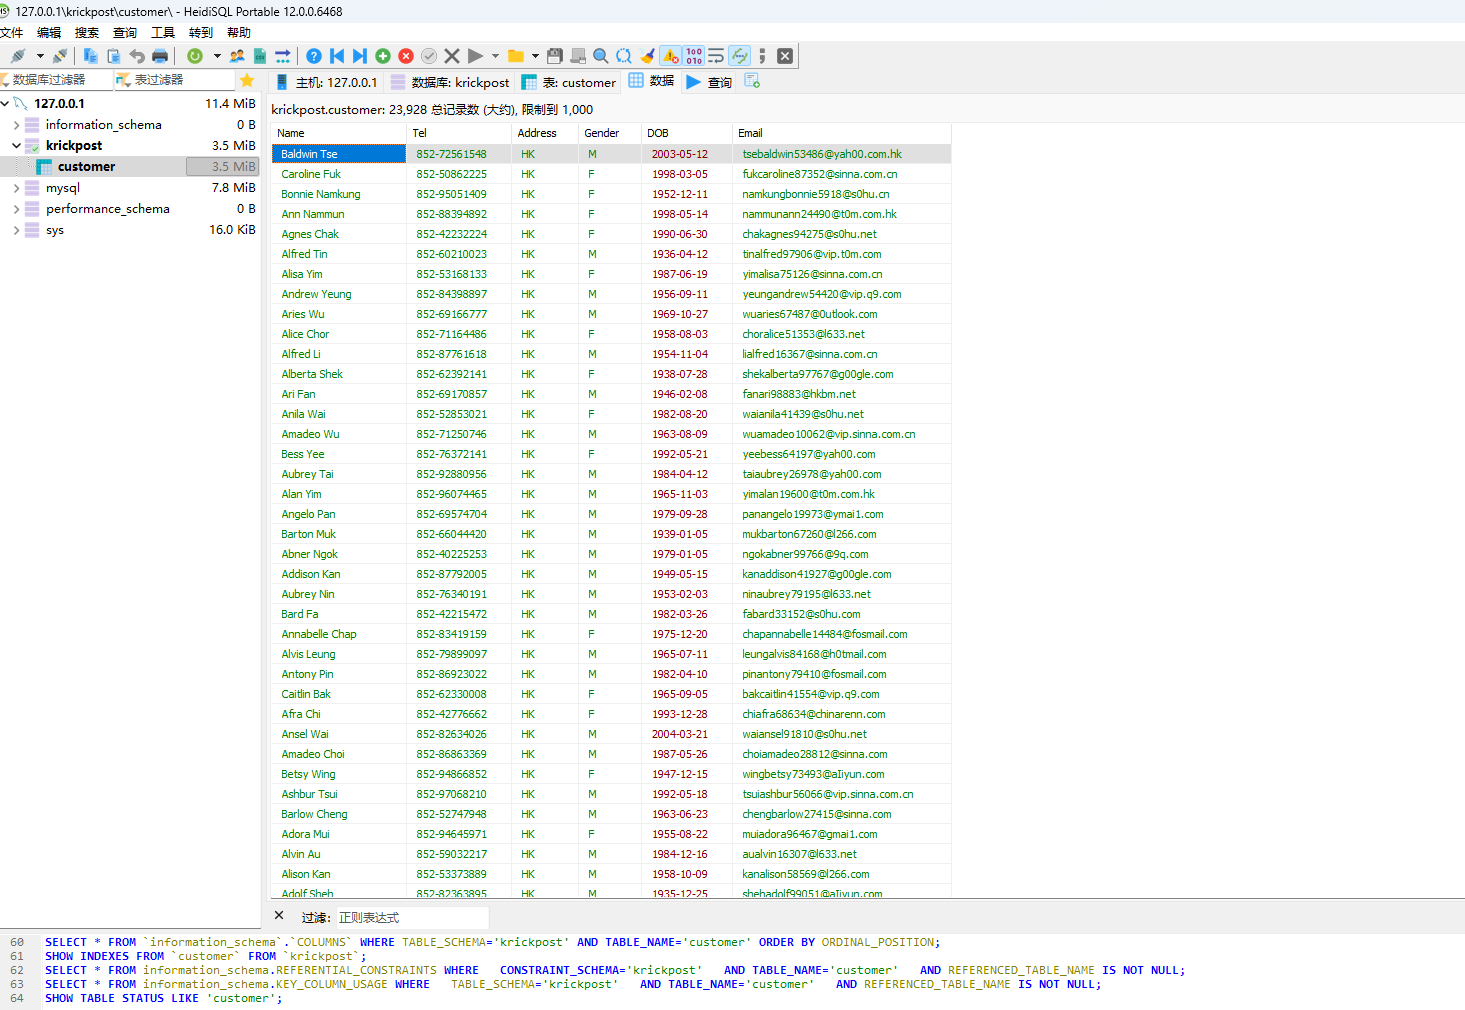 127.0.0.1\krickpost\customer\ - HeidiSQL Portable 12.0.0.6468
文件 编辑 搜索 查询 工具 转到 帮助
数据库过滤器 表过滤器
主机: 127.0.0.1 数据库: krickpost 表: customer 数据 查询
127.0.0.1 11.4 MiB
information_schema 0 B
krickpost 3.5 MiB
customer 3.5 MiB
mysql 7.8 MiB
performance_schema 0 B
sys 16.0 KiB
krickpost.customer: 23,928 总记录数 (大约), 限制到 1,000
Name Tel Address Gender DOB Email
Baldwin Tse 852-72561548 HK M 2003-05-12 tsebaldwin53486@yah00.com.hk
Caroline Fuk 852-50862225 HK F 1998-03-05 fukcaroline87352@sinna.com.cn
Bonnie Namkung 852-95051409 HK F 1952-12-11 namkungbonnie5918@s0hu.cn
Ann Nammun 852-88394892 HK F 1998-05-14 nammunann24490@t0m.com.hk
Agnes Chak 852-42232224 HK F 1990-06-30 chakagnes94275@s0hu.net
Alfred Tin 852-60210023 HK M 1936-04-12 tinalfred97906@vip.t0m.com
Alisa Yim 852-53168133 HK F 1987-06-19 yimalisa75126@sinna.com.cn
Andrew Yeung 852-84398897 HK M 1956-09-11 yeungandrew54420@vip.q9.com
Aries Wu 852-69166777 HK M 1969-10-27 wuaries67487@0utlook.com
Alice Chor 852-71164486 HK F 1958-08-03 choralice51353@l633.net
Alfred Li 852-87761618 HK M 1954-11-04 lialfred16367@sinna.com.cn
Alberta Shek 852-62392141 HK F 1938-07-28 shekalberta97767@g00gle.com
Ari Fan 852-69170857 HK M 1946-02-08 fanari98883@hkbm.net
Anila Wai 852-52853021 HK F 1982-08-20 waianila41439@s0hu.net
Amadeo Wu 852-71250746 HK M 1963-08-09 wuamadeo10062@vip.sinna.com.cn
Bess Yee 852-76372141 HK F 1992-05-21 yeebess64197@yah00.com
Aubrey Tai 852-92880956 HK M 1984-04-12 taiaubrey26978@yah00.com
Alan Yim 852-96074465 HK M 1965-11-03 yimalan19600@t0m.com.hk
Angelo Pan 852-69574704 HK M 1979-09-28 panangelo19973@ymai1.com
Barton Muk 852-66044420 HK M 1939-01-05 mukbarton67260@l266.com
Abner Ngok 852-40225253 HK M 1979-01-05 ngokabner99766@9q.com
Addison Kan 852-87792005 HK M 1949-05-15 kanaddison41927@g00gle.com
Aubrey Nin 852-76340191 HK M 1953-02-03 ninaubrey79195@l633.net
Bard Fa 852-42215472 HK M 1982-03-26 fabard33152@s0hu.com
Annabelle Chap 852-83419159 HK F 1975-12-20 chapannabelle14484@fosmail.com
Alvis Leung 852-79899097 HK M 1965-07-11 leungalvis84168@h0tmail.com
Antony Pin 852-86923022 HK M 1982-04-10 pinantony79410@fosmail.com
Caitlin Bak 852-62330008 HK F 1965-09-05 bakcaitlin41554@vip.q9.com
Afra Chi 852-42776662 HK F 1993-12-28 chiafra68634@chinarenn.com
Ansel Wai 852-82634026 HK M 2004-03-21 waiansel91810@s0hu.net
Amadeo Choi 852-86863369 HK M 1987-05-26 choiamadeo28812@sinna.com
Betsy Wing 852-94866852 HK F 1947-12-15 wingbetsy73493@aIiyun.com
Ashbur Tsui 852-97068210 HK M 1992-05-18 tsuiashbur56066@vip.sinna.com.cn
Barlow Cheng 852-52747948 HK M 1963-06-23 chengbarlow27415@sinna.com
Adora Mui 852-94645971 HK F 1955-08-22 muiadora96467@gmai1.com
Alvin Au 852-59032217 HK M 1984-12-16 aualvin16307@l633.net
Alison Kan 852-53373889 HK M 1958-10-09 kanalison58569@l266.com
Adolf Sheh 852-82363895 HK M 1935-12-25 shehadolf99051@aIiyun.com
过滤: 正则表达式
60 SELECT * FROM `information_schema`.`COLUMNS` WHERE TABLE_SCHEMA='krickpost' AND TABLE_NAME='customer' ORDER BY ORDINAL_POSITION;
61 SHOW INDEXES FROM `customer` FROM `krickpost`;
62 SELECT * FROM information_schema.REFERENTIAL_CONSTRAINTS WHERE   CONSTRAINT_SCHEMA='krickpost'   AND TABLE_NAME='customer'   AND REFERENCED_TABLE_NAME IS NOT NULL;
63 SELECT * FROM information_schema.KEY_COLUMN_USAGE WHERE   TABLE_SCHEMA='krickpost'   AND TABLE_NAME='customer'   AND REFERENCED_TABLE_NAME IS NOT NULL;
64 SHOW TABLE STATUS LIKE 'customer';